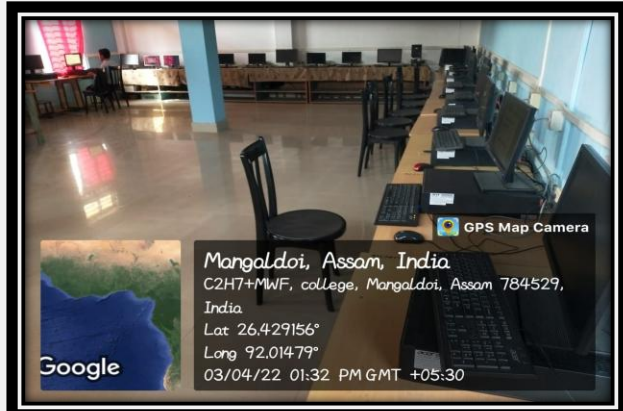 GPS Map Camera
Mangaldoi, Assam, India
C2H7+MWF, college, Mangaldoi, Assam 784529,
India
Lat 26.429156°
Long 92.01479°
03/04/22 01:32 PM GMT +05:30
Google